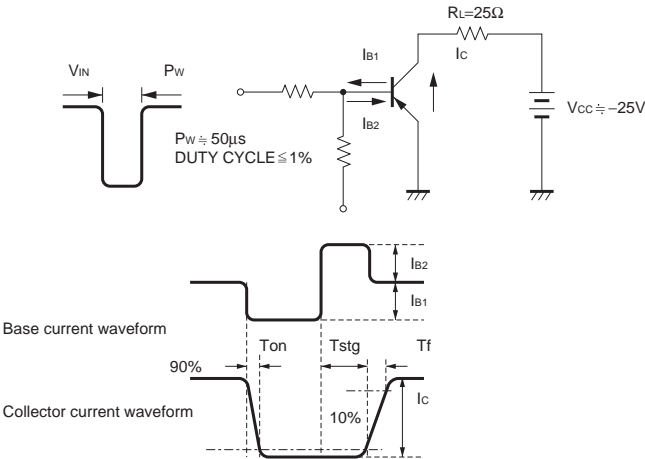 RL=25Ω
IB1
IC
VIN
PW
VCC≒−25V
IB2
PW≒50μs
DUTY CYCLE≦1%
IB2
IB1
Base current waveform
Ton
Tstg
Tf
90%
IC
Collector current waveform
10%